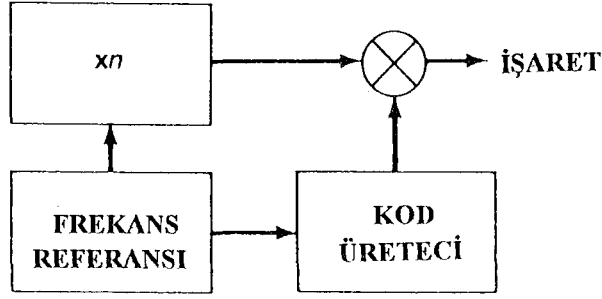 xn
İŞARET
FREKANS
REFERANSI
KOD
ÜRETECİ